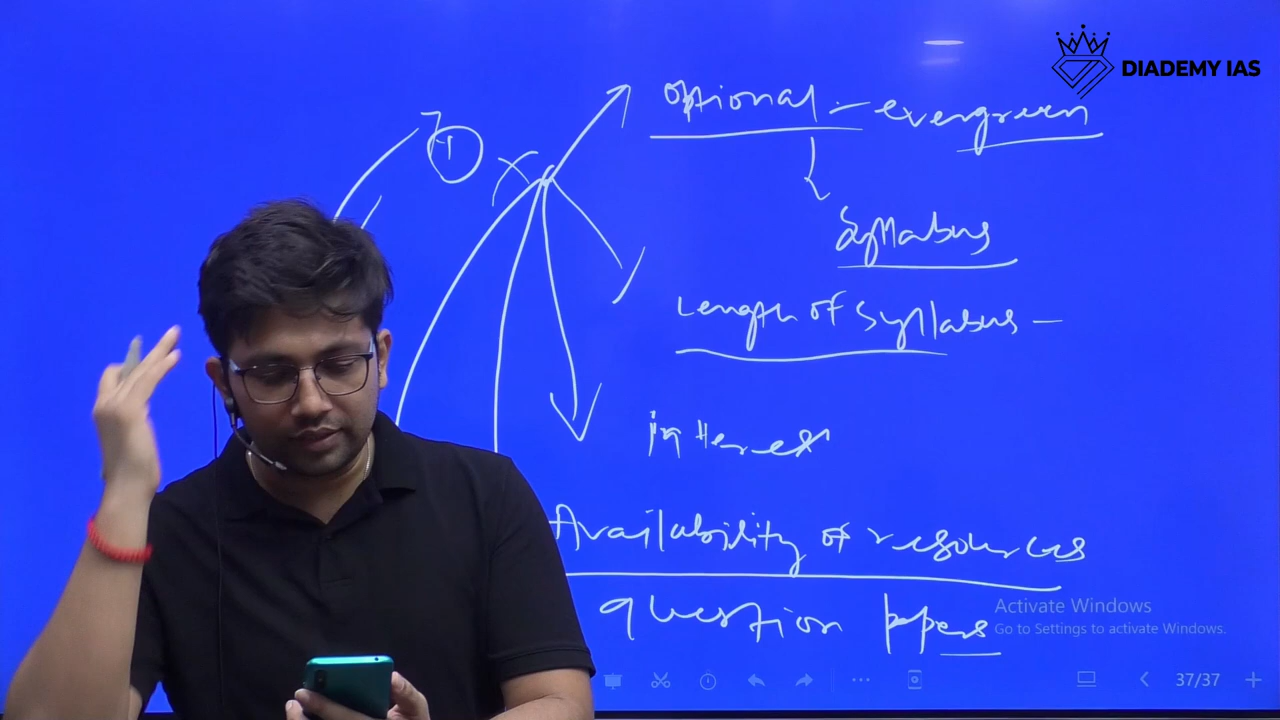 DIADEMY IAS
optional - evergreen
1
Syllabus
Length of syllabus -
interest
Availability of resources
question papers
Activate Windows
Go to Settings to activate Windows.
37/37